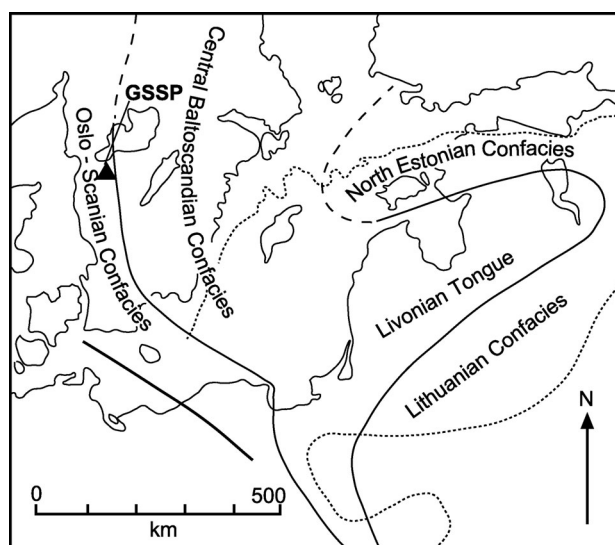 GSSP
Oslo - Scanian Confacies
Central Baltoscandian Confacies
North Estonian Confacies
Livonian Tongue
Lithuanian Confacies
N
0 500
km